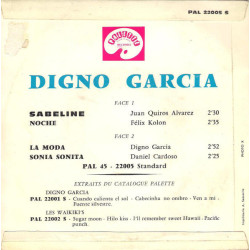 PAL 22005 S
palette
DIGNO GARCIA
FACE 1
SABELINE Juan Quiros Alvarez 2'30
NOCHE Félix Kolon 2'35
FACE 2
LA MODA Digno Garcia 2'52
SONIA SONITA Daniel Cardoso 2'25
PAL 45 - 22005 Standard
EXTRAITS DU CATALOGUE PALETTE
DIGNO GARCIA
PAL 22001 S - Cuando calienta el sol - Cabecinha no ombro - Ven a mi -
Puente silvestre.
LES WAIKIKI'S
PAL 22002 S - Sugar moon - Hilo kiss - I'll remember sweet Hawaii - Pacific
punch.